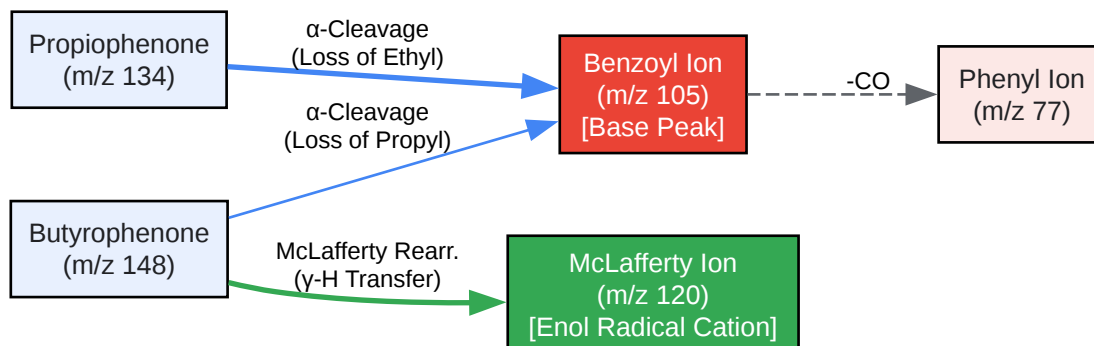 Propiophenone
(m/z 134)
α-Cleavage
(Loss of Ethyl)
Benzoyl Ion
(m/z 105)
[Base Peak]
-CO
Phenyl Ion
(m/z 77)
α-Cleavage
(Loss of Propyl)
Butyrophenone
(m/z 148)
McLafferty Rearr.
(γ-H Transfer)
McLafferty Ion
(m/z 120)
[Enol Radical Cation]